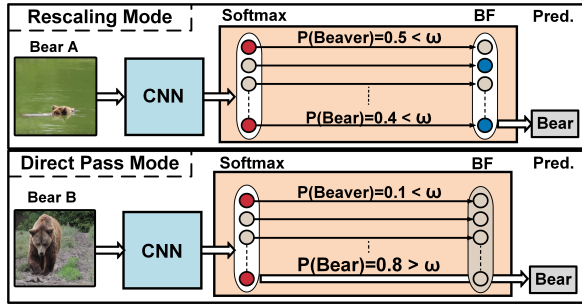 Rescaling Mode
Softmax
BF
Pred.
Bear A
P(Beaver)=0.5 < ω
CNN
P(Bear)=0.4 < ω
Bear
Direct Pass Mode
Softmax
BF
Pred.
Bear B
P(Beaver)=0.1 < ω
CNN
P(Bear)=0.8 > ω
Bear